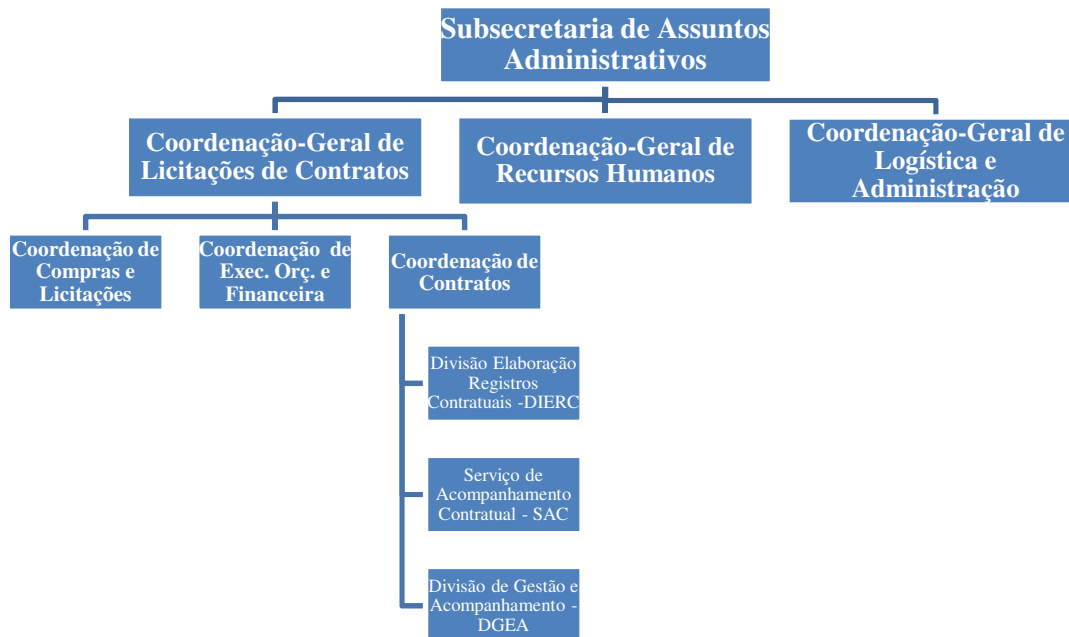 Subsecretaria de Assuntos
Administrativos
Coordenação-Geral de
Licitações de Contratos
Coordenação-Geral de
Recursos Humanos
Coordenação-Geral de
Logística e
Administração
Coordenação de
Compras e
Licitações
Coordenação de
Exec. Orç. e
Financeira
Coordenação de
Contratos
Divisão Elaboração
Registros
Contratuais -DIERC
Serviço de
Acompanhamento
Contratual - SAC
Divisão de Gestão e
Acompanhamento -
DGEA